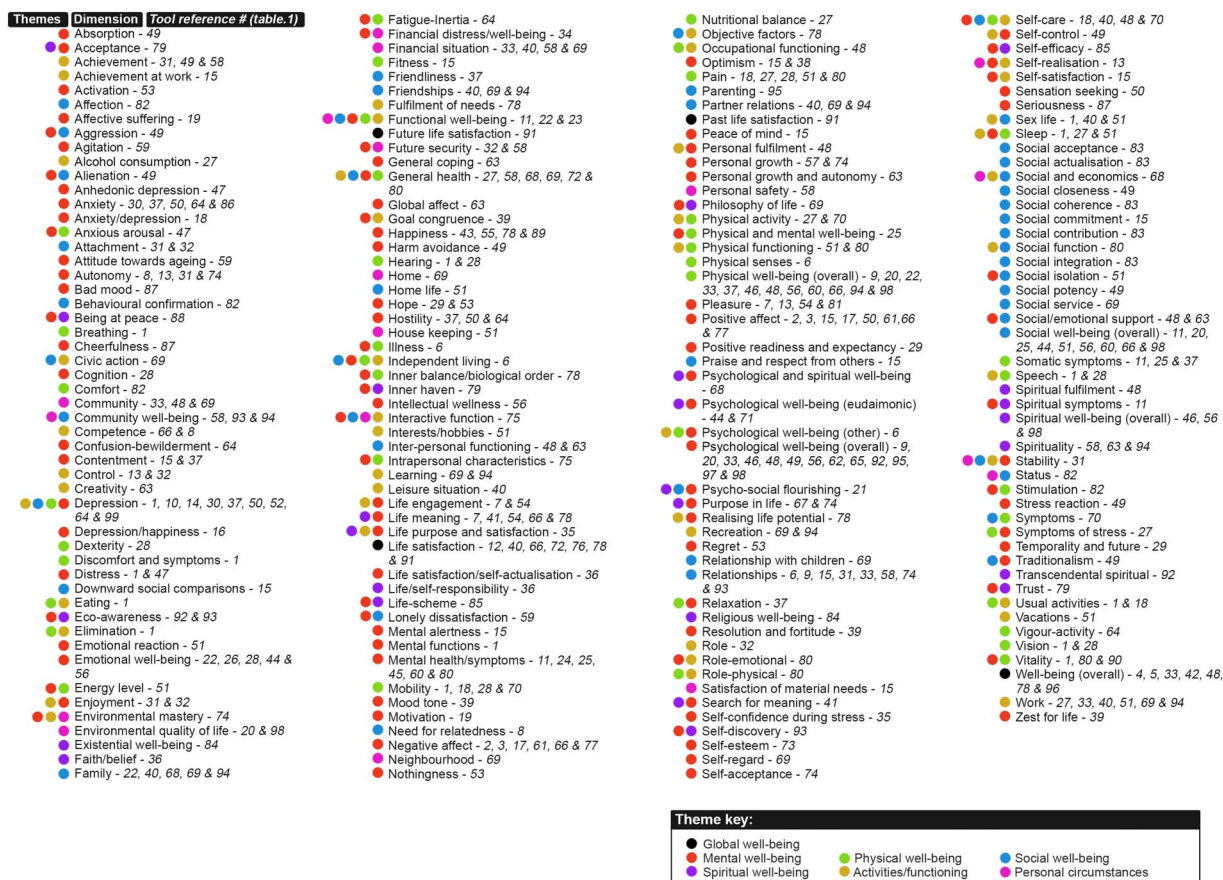 Themes Dimension Tool reference # (table.1)
Absorption - 49
Acceptance - 79
Achievement - 31, 49 & 58
Achievement at work - 15
Activation - 53
Affection - 82
Affective suffering - 19
Aggression - 49
Agitation - 59
Alcohol consumption - 27
Alienation - 49
Anhedonic depression - 47
Anxiety - 30, 37, 50, 64 & 86
Anxiety/depression - 18
Anxious arousal - 47
Attachment - 31 & 32
Attitude towards ageing - 59
Autonomy - 8, 13, 31 & 74
Bad mood - 87
Behavioural confirmation - 82
Being at peace - 88
Breathing - 1
Cheerfulness - 87
Civic action - 69
Cognition - 28
Comfort - 82
Community - 33, 48 & 69
Community well-being - 58, 93 & 94
Competence - 66 & 8
Confusion-bewilderment - 64
Contentment - 15 & 37
Control - 13 & 32
Creativity - 63
Depression - 1, 10, 14, 30, 37, 50, 52,
64 & 99
Depression/happiness - 16
Dexterity - 28
Discomfort and symptoms - 1
Distress - 1 & 47
Downward social comparisons - 15
Eating - 1
Eco-awareness - 92 & 93
Elimination - 1
Emotional reaction - 51
Emotional well-being - 22, 26, 28, 44 &
56
Energy level - 51
Enjoyment - 31 & 32
Environmental mastery - 74
Environmental quality of life - 20 & 98
Existential well-being - 84
Faith/belief - 36
Family - 22, 40, 68, 69 & 94
Fatigue-Inertia - 64
Financial distress/well-being - 34
Financial situation - 33, 40, 58 & 69
Fitness - 15
Friendliness - 37
Friendships - 40, 69 & 94
Fulfilment of needs - 78
Functional well-being - 11, 22 & 23
Future life satisfaction - 91
Future security - 32 & 58
General coping - 63
General health - 27, 58, 68, 69, 72 &
80
Global affect - 63
Goal congruence - 39
Happiness - 43, 55, 78 & 89
Harm avoidance - 49
Hearing - 1 & 28
Home - 69
Home life - 51
Hope - 29 & 53
Hostility - 37, 50 & 64
House keeping - 51
Illness - 6
Independent living - 6
Inner balance/biological order - 78
Inner haven - 79
Intellectual wellness - 56
Interactive function - 75
Interests/hobbies - 51
Inter-personal functioning - 48 & 63
Intrapersonal characteristics - 75
Learning - 69 & 94
Leisure situation - 40
Life engagement - 7 & 54
Life meaning - 7, 41, 54, 66 & 78
Life purpose and satisfaction - 35
Life satisfaction - 12, 40, 66, 72, 76, 78
& 91
Life satisfaction/self-actualisation - 36
Life/self-responsibility - 36
Life-scheme - 85
Lonely dissatisfaction - 59
Mental alertness - 15
Mental functions - 1
Mental health/symptoms - 11, 24, 25,
45, 60 & 80
Mobility - 1, 18, 28 & 70
Mood tone - 39
Motivation - 19
Need for relatedness - 8
Negative affect - 2, 3, 17, 61, 66 & 77
Neighbourhood - 69
Nothingness - 53
Nutritional balance - 27
Objective factors - 78
Occupational functioning - 48
Optimism - 15 & 38
Pain - 18, 27, 28, 51 & 80
Parenting - 95
Partner relations - 40, 69 & 94
Past life satisfaction - 91
Peace of mind - 15
Personal fulfilment - 48
Personal growth - 57 & 74
Personal growth and autonomy - 63
Personal safety - 58
Philosophy of life - 69
Physical activity - 27 & 70
Physical and mental well-being - 25
Physical functioning - 51 & 80
Physical senses - 6
Physical well-being (overall) - 9, 20, 22,
33, 37, 46, 48, 56, 60, 66, 94 & 98
Pleasure - 7, 13, 54 & 81
Positive affect - 2, 3, 15, 17, 50, 61,66
& 77
Positive readiness and expectancy - 29
Praise and respect from others - 15
Psychological and spiritual well-being
- 68
Psychological well-being (eudaimonic)
- 44 & 71
Psychological well-being (other) - 6
Psychological well-being (overall) - 9,
20, 33, 46, 48, 49, 56, 62, 65, 92, 95,
97 & 98
Psycho-social flourishing - 21
Purpose in life - 67 & 74
Realising life potential - 78
Recreation - 69 & 94
Regret - 53
Relationship with children - 69
Relationships - 6, 9, 15, 31, 33, 58, 74
& 93
Relaxation - 37
Religious well-being - 84
Resolution and fortitude - 39
Role - 32
Role-emotional - 80
Role-physical - 80
Satisfaction of material needs - 15
Search for meaning - 41
Self-confidence during stress - 35
Self-discovery - 93
Self-esteem - 73
Self-regard - 69
Self-acceptance - 74
Self-care - 18, 40, 48 & 70
Self-control - 49
Self-efficacy - 85
Self-realisation - 13
Self-satisfaction - 15
Sensation seeking - 50
Seriousness - 87
Sex life - 1, 40 & 51
Sleep - 1, 27 & 51
Social acceptance - 83
Social actualisation - 83
Social and economics - 68
Social closeness - 49
Social coherence - 83
Social commitment - 15
Social contribution - 83
Social function - 80
Social integration - 83
Social isolation - 51
Social potency - 49
Social service - 69
Social/emotional support - 48 & 63
Social well-being (overall) - 11, 20,
25, 44, 51, 56, 60, 66 & 98
Somatic symptoms - 11, 25 & 37
Speech - 1 & 28
Spiritual fulfilment - 48
Spiritual symptoms - 11
Spiritual well-being (overall) - 46, 56
& 98
Spirituality - 58, 63 & 94
Stability - 31
Status - 82
Stimulation - 82
Stress reaction - 49
Symptoms - 70
Symptoms of stress - 27
Temporality and future - 29
Traditionalism - 49
Transcendental spiritual - 92
Trust - 79
Usual activities - 1 & 18
Vacations - 51
Vigour-activity - 64
Vision - 1 & 28
Vitality - 1, 80 & 90
Well-being (overall) - 4, 5, 33, 42, 48,
78 & 96
Work - 27, 33, 40, 51, 69 & 94
Zest for life - 39
Theme key:
Global well-being
Mental well-being Physical well-being Social well-being
Spiritual well-being Activities/functioning Personal circumstances